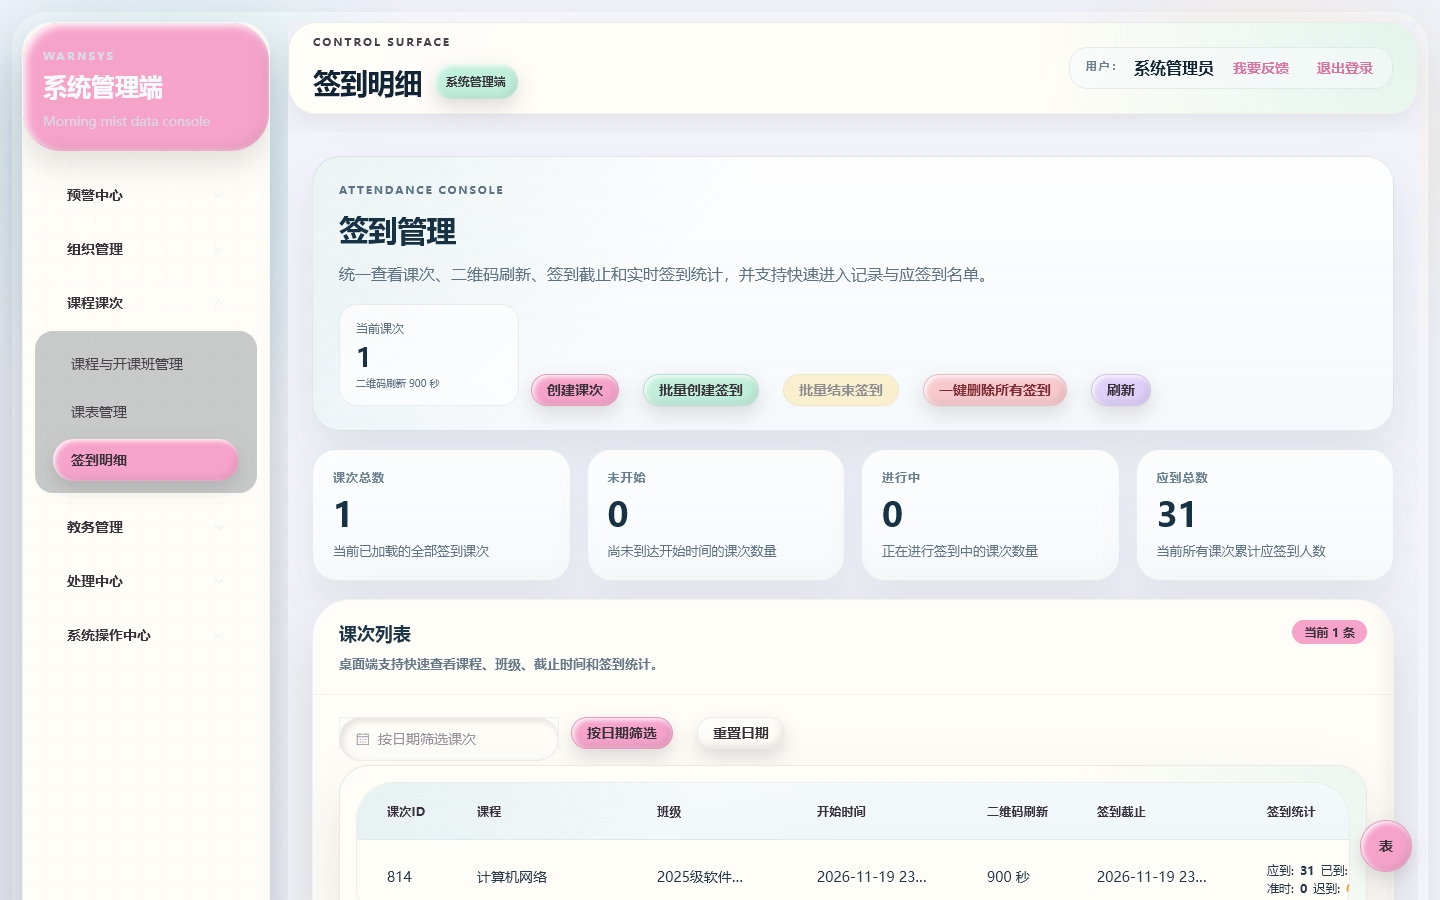 WARNSYS
系统管理端
Morning mist data console
预警中心
组织管理
课程课次
课程与开课班管理
课表管理
签到明细
教务管理
处理中心
系统操作中心
CONTROL SURFACE
签到明细 系统管理端
用户: 系统管理员 我要反馈 退出登录
ATTENDANCE CONSOLE
签到管理
统一查看课次、二维码刷新、签到截止和实时签到统计，并支持快速进入记录与应签到名单。
当前课次
1
二维码刷新 900 秒
创建课次 批量创建签到 批量结束签到 一键删除所有签到 刷新
课次总数
1
当前已加载的全部签到课次
未开始
0
尚未到达开始时间的课次数量
进行中
0
正在进行签到中的课次数量
应到总数
31
当前所有课次累计应签到人数
课次列表
当前 1 条
桌面端支持快速查看课程、班级、截止时间和签到统计。
按日期筛选课次 按日期筛选 重置日期
课次ID 课程 班级 开始时间 二维码刷新 签到截止 签到统计
814 计算机网络 2025级软件... 2026-11-19 23... 900 秒 2026-11-19 23...
应到: 31 已到:
准时: 0 迟到:
表